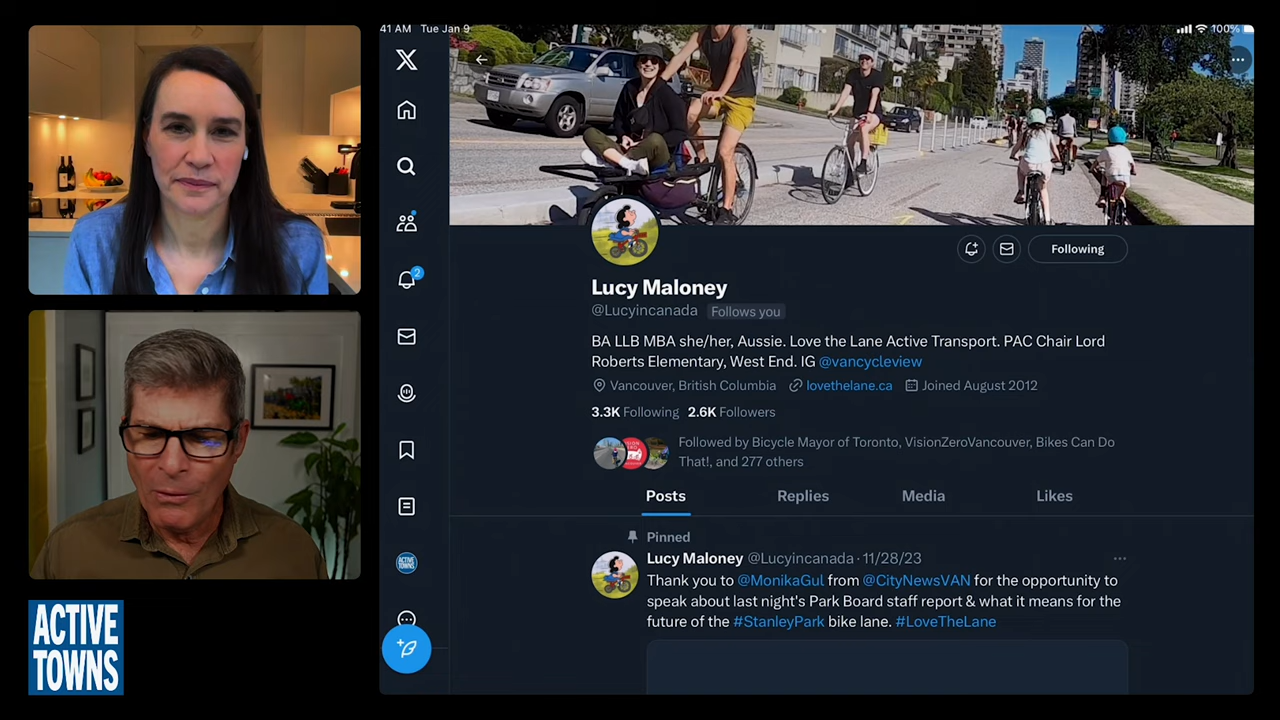 41 AM Tue Jan 9
100%
Following
Lucy Maloney
@Lucyincanada Follows you
BA LLB MBA she/her, Aussie. Love the Lane Active Transport. PAC Chair Lord
Roberts Elementary, West End. IG @vancycleview
Vancouver, British Columbia lovethelane.ca Joined August 2012
3.3K Following 2.6K Followers
Followed by Bicycle Mayor of Toronto, VisionZeroVancouver, Bikes Can Do
That!, and 277 others
Posts Replies Media Likes
Pinned
Lucy Maloney @Lucyincanada · 11/28/23
Thank you to @MonikaGul from @CityNewsVAN for the opportunity to
speak about last night's Park Board staff report & what it means for the
future of the #StanleyPark bike lane. #LoveTheLane
2
ACTIVE
TOWNS
ACTIVE
TOWNS